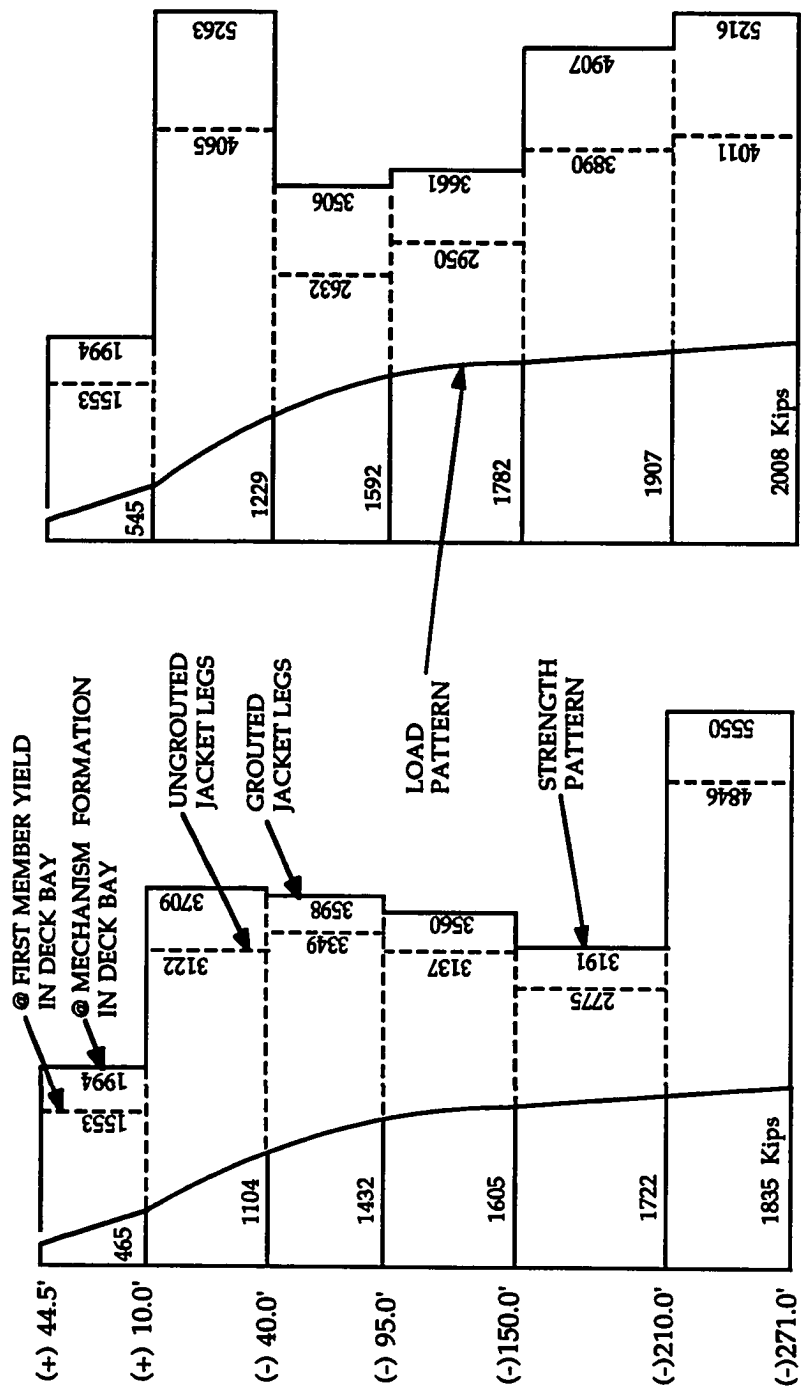 (+) 44.5'
(+) 10.0'
(-) 40.0'
(-) 95.0'
(-)150.0'
(-)210.0'
(-)271.0'
@ FIRST MEMBER YIELD
IN DECK BAY
@ MECHANISM FORMATION
IN DECK BAY
UNGROUTED
JACKET LEGS
GROUTED
JACKET LEGS
LOAD
PATTERN
STRENGTH
PATTERN
1553
1994
465
3122
3709
1104
3349
3598
1432
3137
3560
1605
2775
3191
1722
4846
5550
1835 Kips
1553
1994
545
4065
5263
1229
2632
3506
1592
2950
3661
1782
3890
4907
1907
4011
5216
2008 Kips